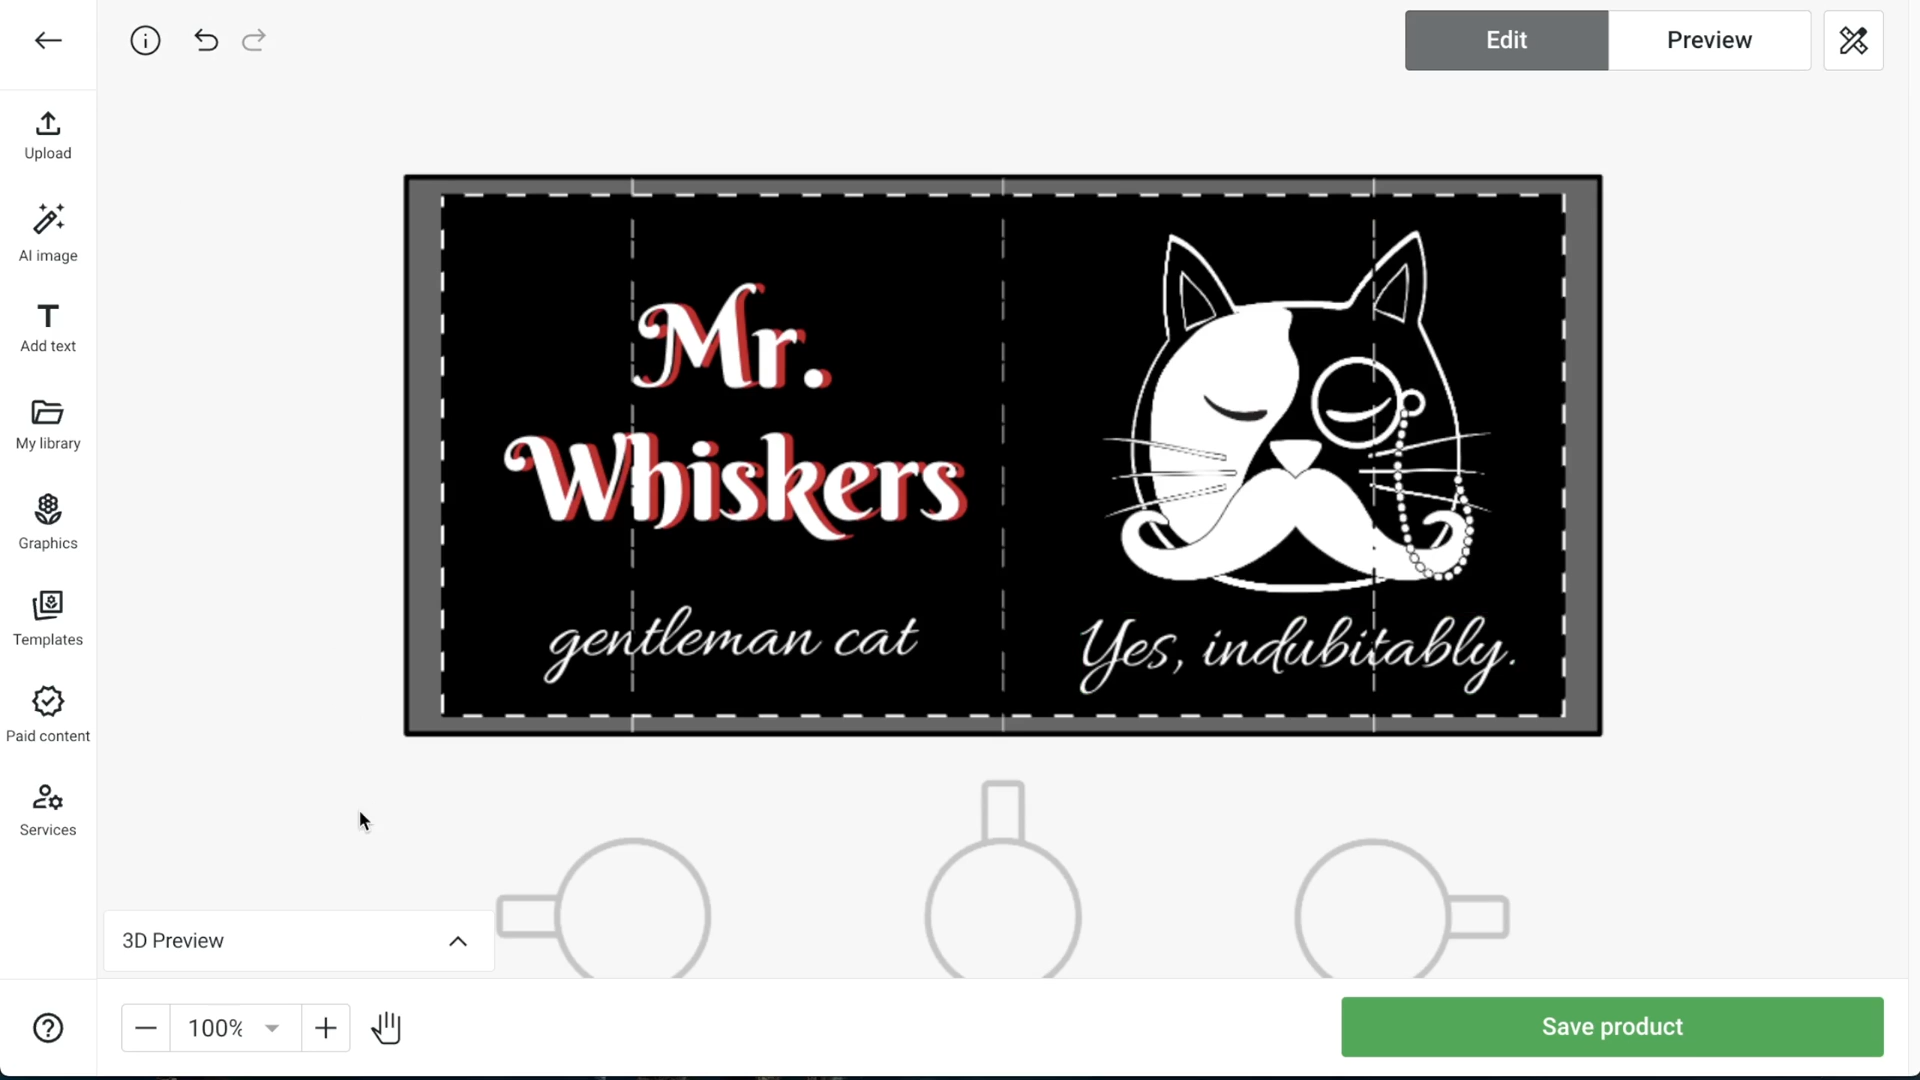 Edit
Preview
Upload
AI image
Add text
My library
Graphics
Templates
Paid content
Services
Mr.
Whiskers
gentleman cat
Yes, indubitably.
3D Preview
100%
Save product